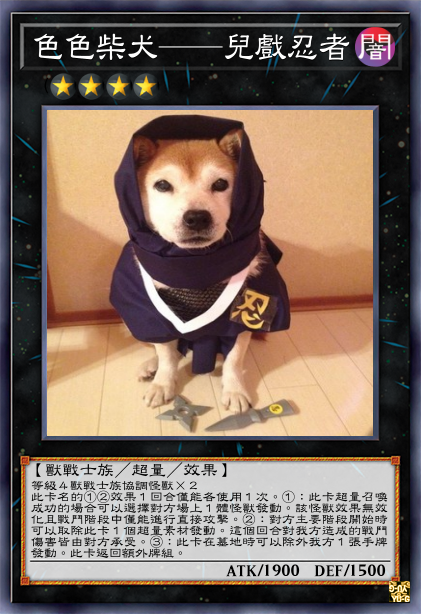 色色柴犬──兒戲忍者 闇
【獸戰士族／超量／效果】
等級４獸戰士族協調怪獸×２
此卡名的①②效果１回合僅能各使用１次。①：此卡超量召喚
成功的場合可以選擇對方場上１體怪獸發動。該怪獸效果無效
化且戰鬥階段中僅能進行直接攻擊。②：對方主要階段開始時
可以取除此卡１個超量素材發動。這個回合對我方造成的戰鬥
傷害皆由對方承受。③：此卡在墓地時可以除外我方１張手牌
發動。此卡返回額外牌組。
ATK/1900 DEF/1500